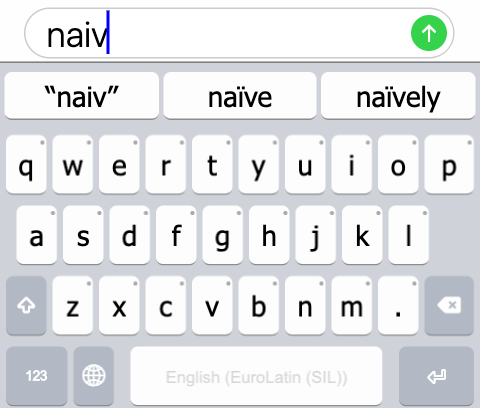 naiv
“naiv” naïve naïvely
q w e r t y u i o p
a s d f g h j k l
z x c v b n m .
123 English (EuroLatin (SIL))